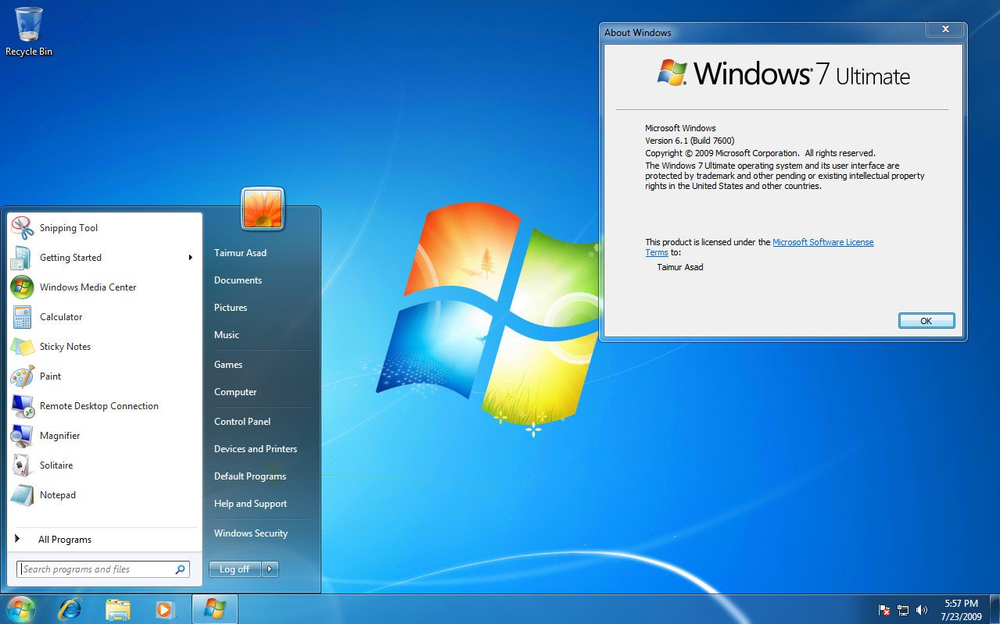 Recycle Bin
About Windows
Windows® 7 Ultimate
Microsoft Windows
Version 6.1 (Build 7600)
Copyright © 2009 Microsoft Corporation. All rights reserved.
The Windows 7 Ultimate operating system and its user interface are
protected by trademark and other pending or existing intellectual property
rights in the United States and other countries.
This product is licensed under the Microsoft Software License
Terms to:
Taimur Asad
OK
Snipping Tool
Getting Started
Windows Media Center
Calculator
Sticky Notes
Paint
Remote Desktop Connection
Magnifier
Solitaire
Notepad
All Programs
Search programs and files
Taimur Asad
Documents
Pictures
Music
Games
Computer
Control Panel
Devices and Printers
Default Programs
Help and Support
Windows Security
Log off
5:57 PM
7/23/2009